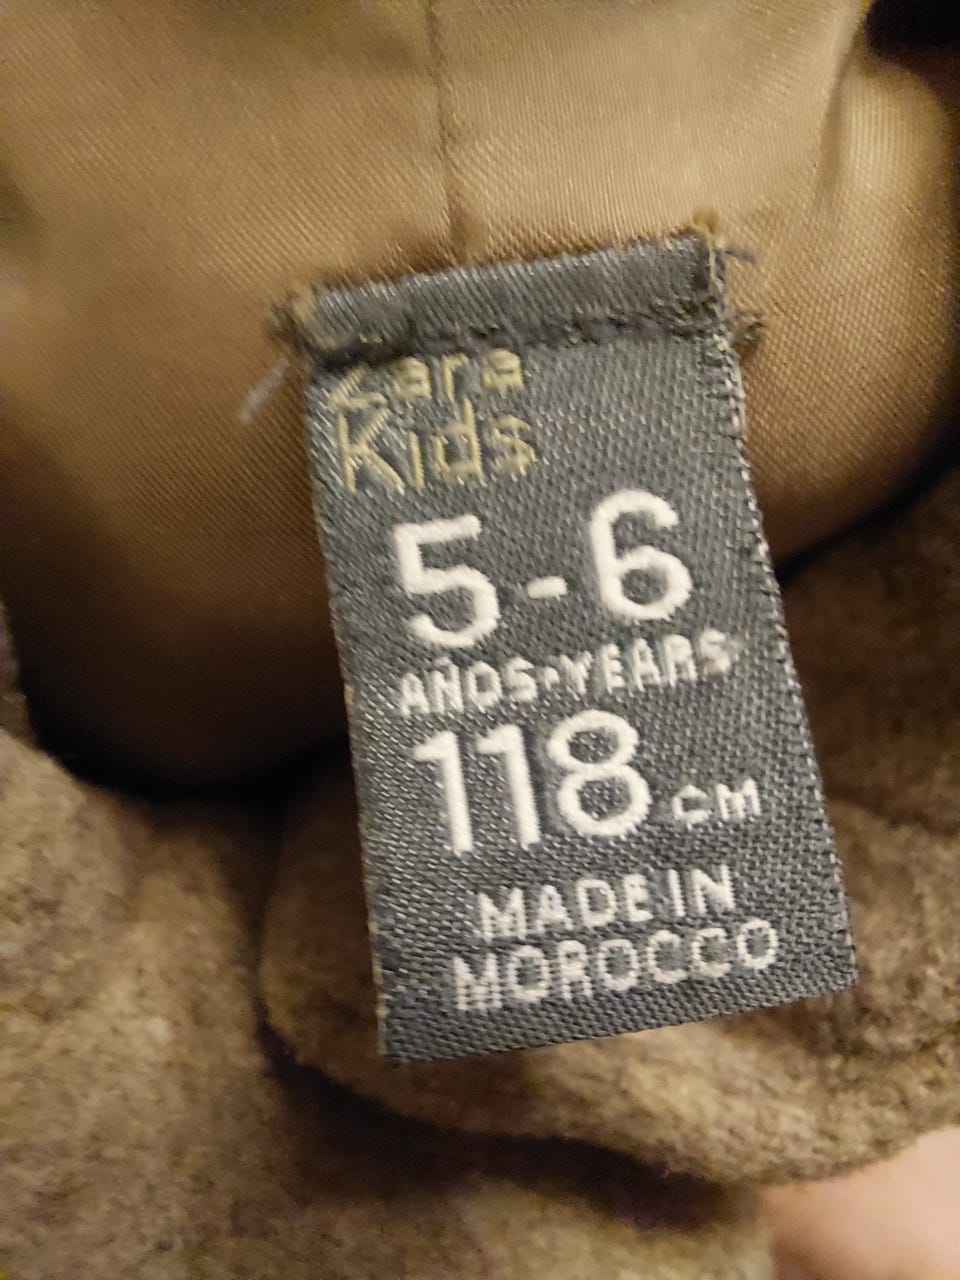 Zara
Kids
5-6
AÑOS-YEARS
118 CM
MADE IN
MOROCCO